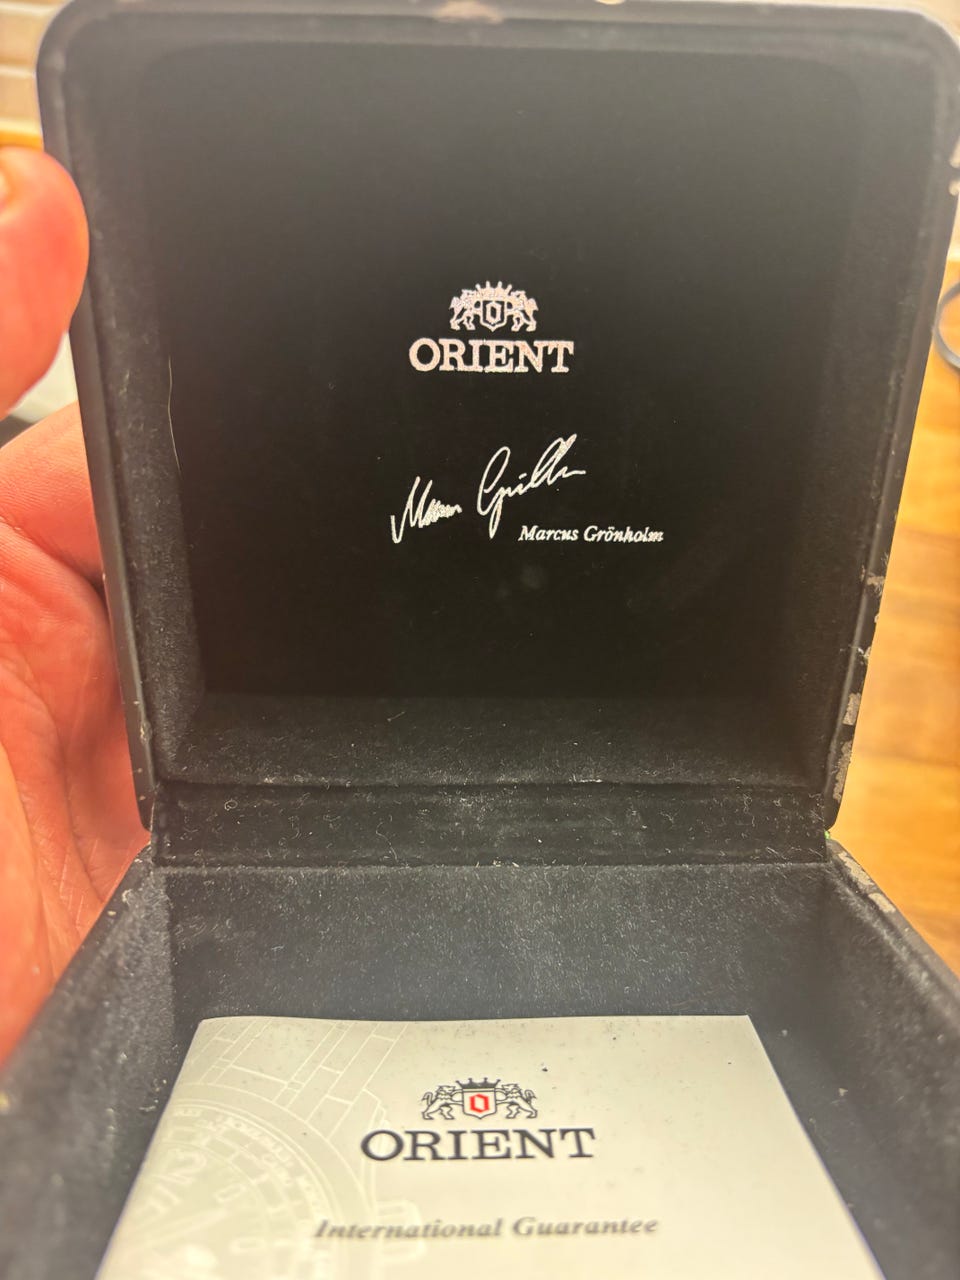 ORIENT
Marcus Grönholm
ORIENT
International Guarantee